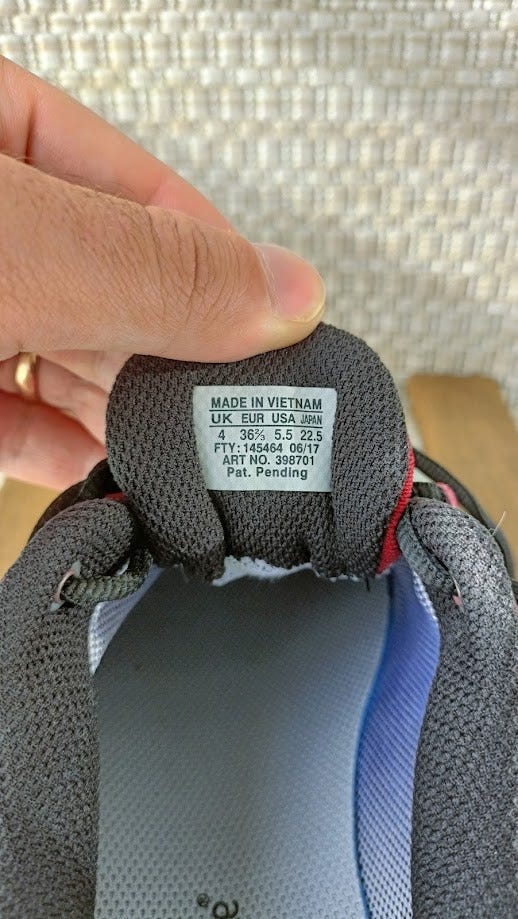 MADE IN VIETNAM
UK EUR USA JAPAN
4 36⅔ 5.5 22.5
FTY: 145464 06/17
ART NO. 398701
Pat. Pending